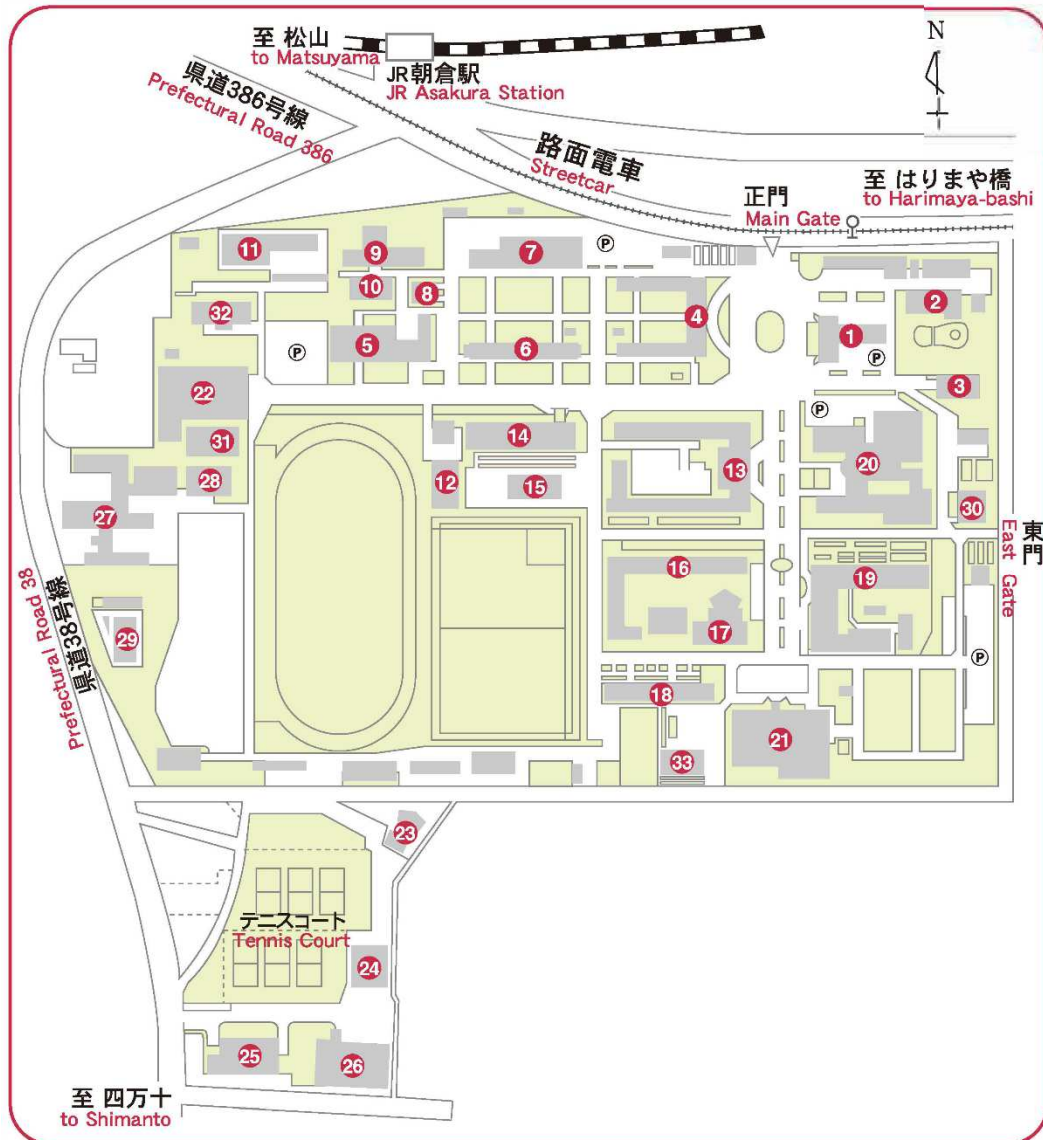 至 松山
to Matsuyama
JR朝倉駅
JR Asakura Station
N
県道386号線
Prefectural Road 386
路面電車
Streetcar
正門
Main Gate
至 はりまや橋
to Harimaya-bashi
11
9
7
P
10
8
2
32
4
1
5
6
P
P
3
22
P
31
14
13
20
28
12
15
30
27
東門
East Gate
16
19
県道38号線
Prefectural Road 38
29
17
P
18
21
33
23
テニスコート
Tennis Court
24
25
26
至 四万十
to Shimanto